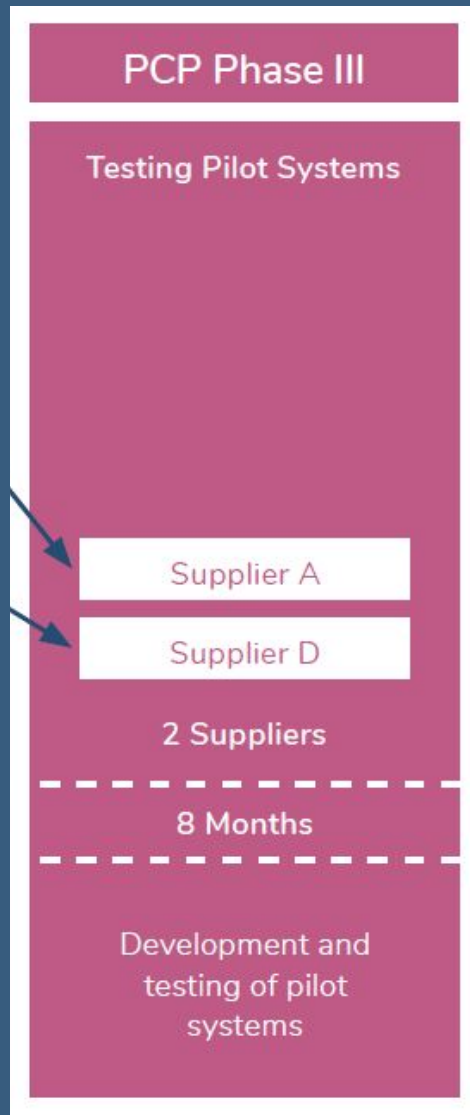 PCP Phase III
Testing Pilot Systems
Supplier A
Supplier D
2 Suppliers
8 Months
Development and
testing of pilot
systems